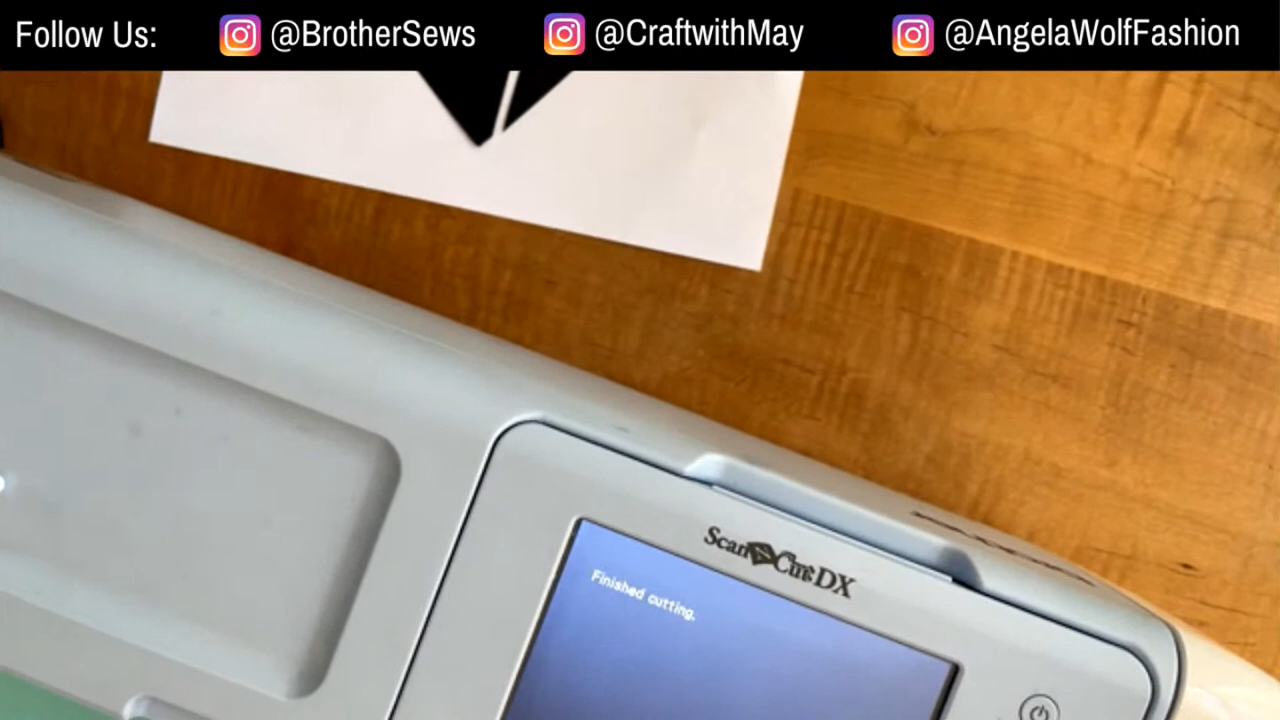 Follow Us: @BrotherSews @CraftwithMay @AngelaWolfFashion
ScanNCut DX
Finished cutting.